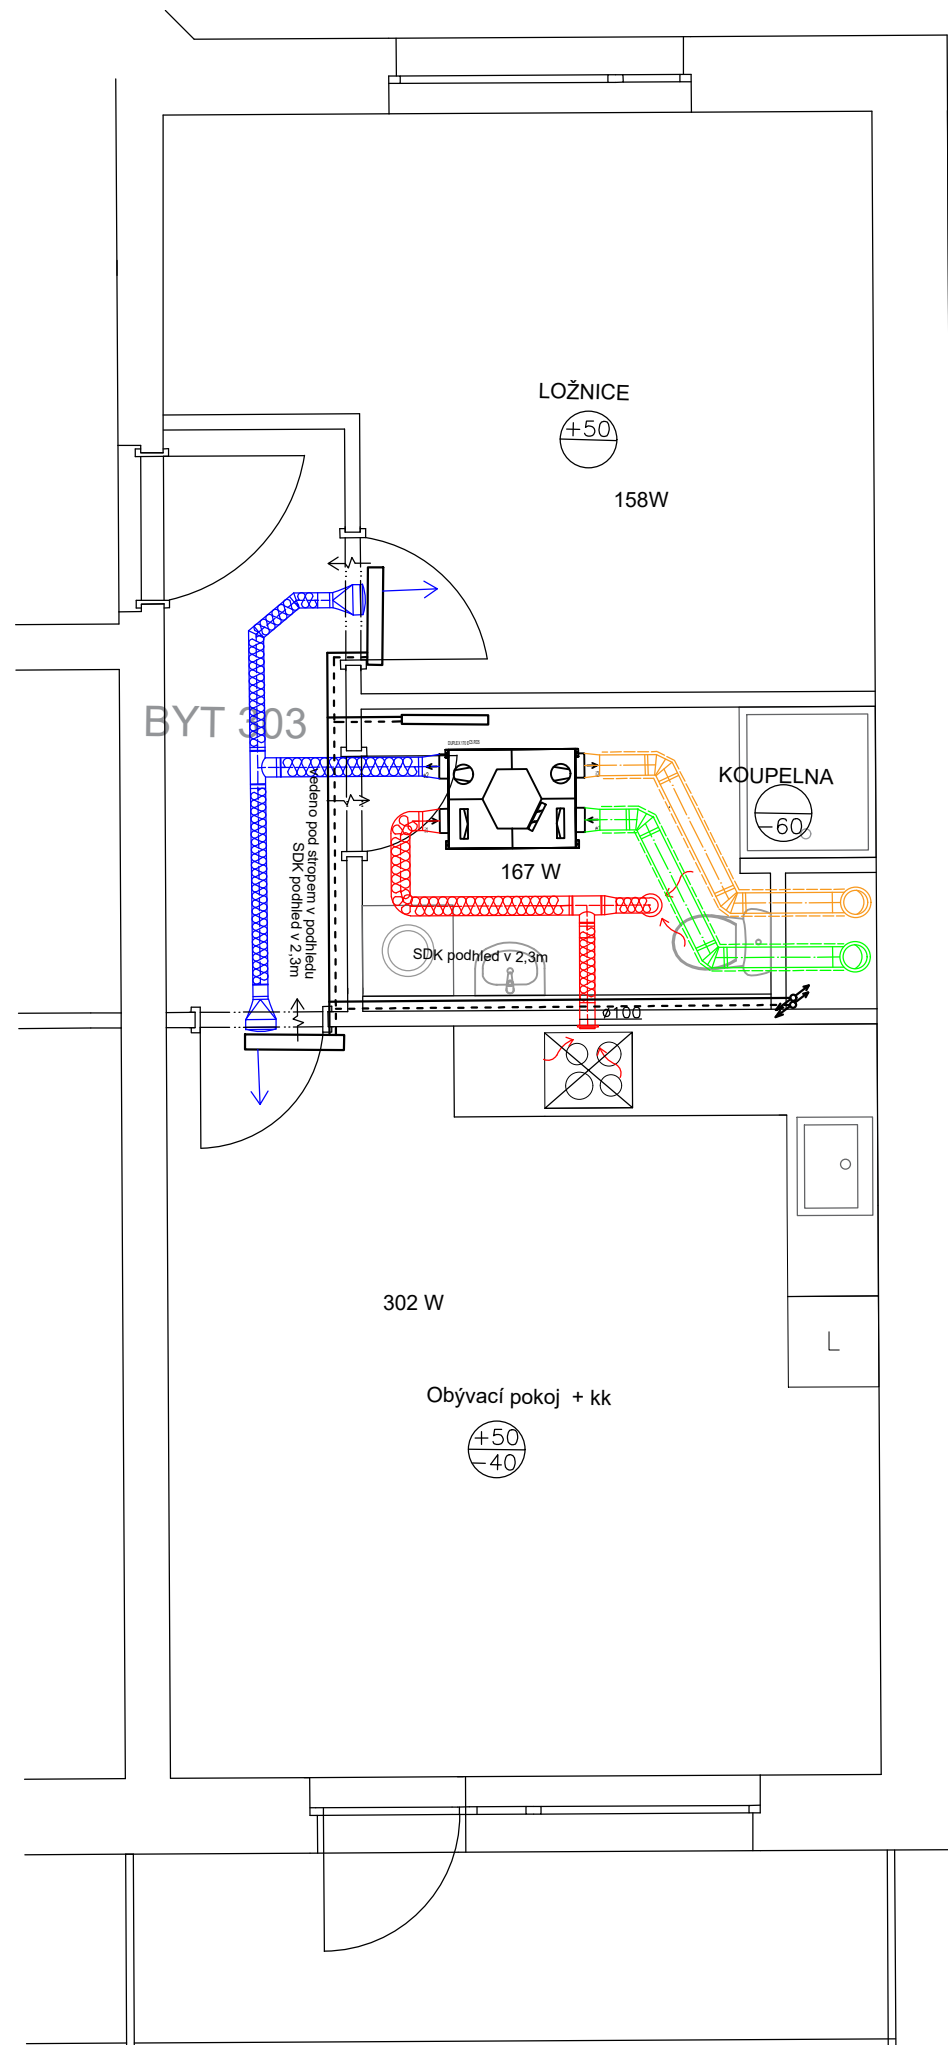 LOŽNICE
+50
158W
BYT 303
KOUPELNA
-60
167 W
vedeno pod stropem v podhledu
SDK podhled v 2,3m
SDK podhled v 2,3m
ø100
302 W
L
Obývací pokoj + kk
+50
-40